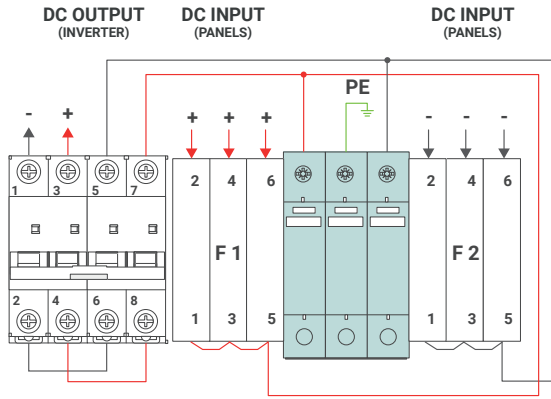 DC OUTPUT
(INVERTER)
DC INPUT
(PANELS)
DC INPUT
(PANELS)
PE
- +
+ + +
- - -
1 3 5 7
2 4 6
2 4 6
F 1
F 2
2 4 6 8
1 3 5
1 3 5